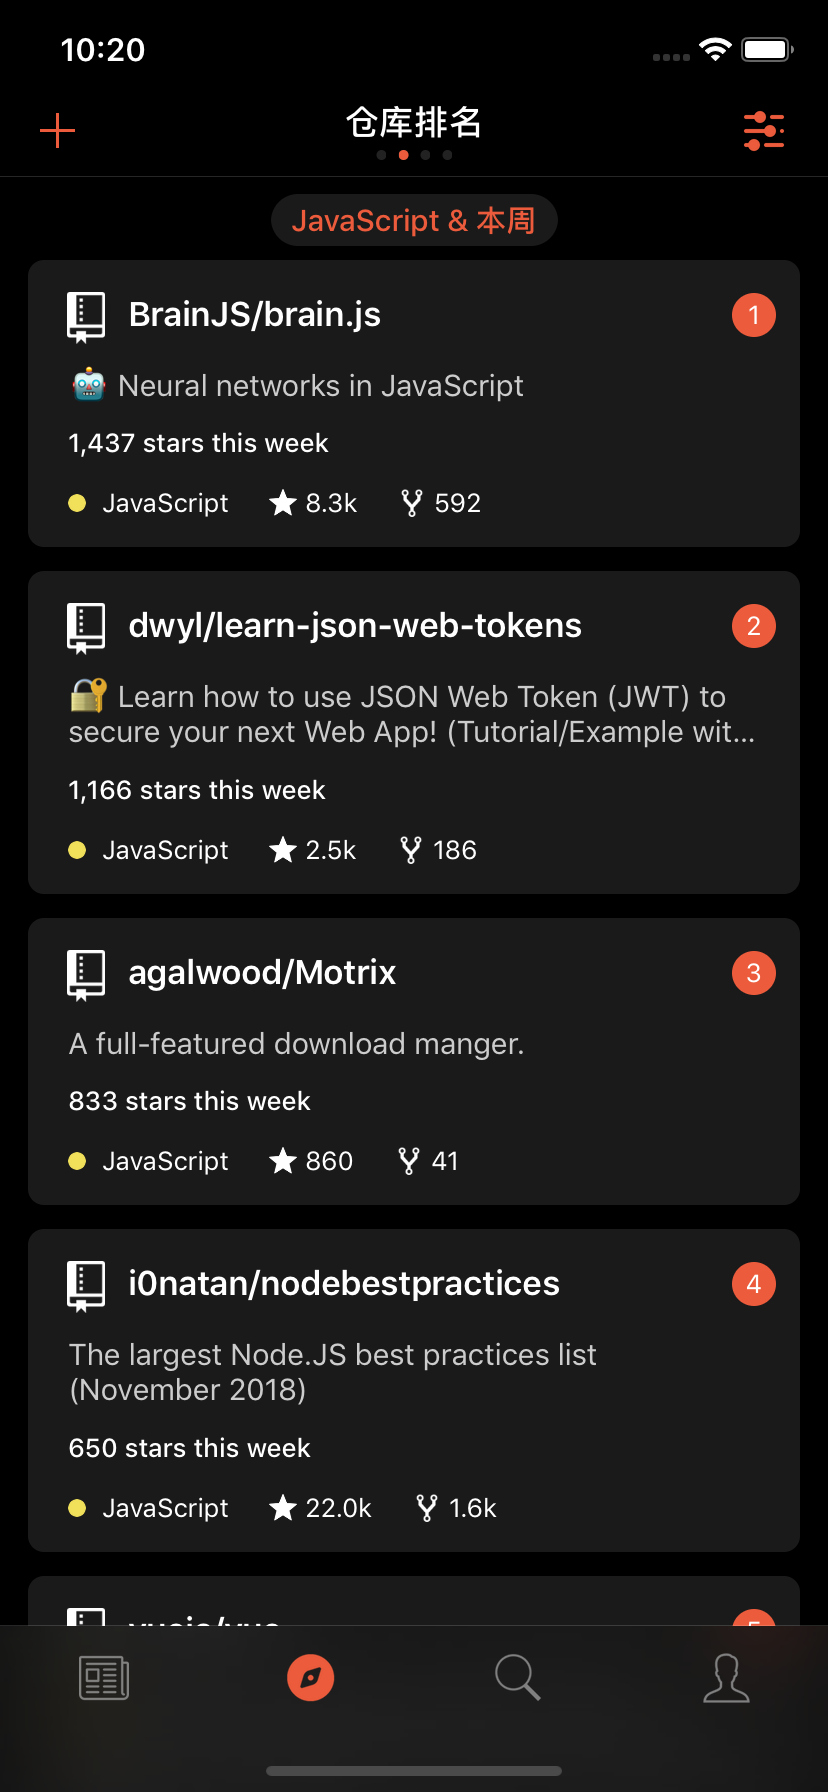 10:20
仓库排名
JavaScript & 本周
BrainJS/brain.js
1
🤖 Neural networks in JavaScript
1,437 stars this week
JavaScript 8.3k 592
dwyl/learn-json-web-tokens
2
🔐 Learn how to use JSON Web Token (JWT) to
secure your next Web App! (Tutorial/Example wit...
1,166 stars this week
JavaScript 2.5k 186
agalwood/Motrix
3
A full-featured download manger.
833 stars this week
JavaScript 860 41
i0natan/nodebestpractices
4
The largest Node.JS best practices list
(November 2018)
650 stars this week
JavaScript 22.0k 1.6k
vuejs/vue
5